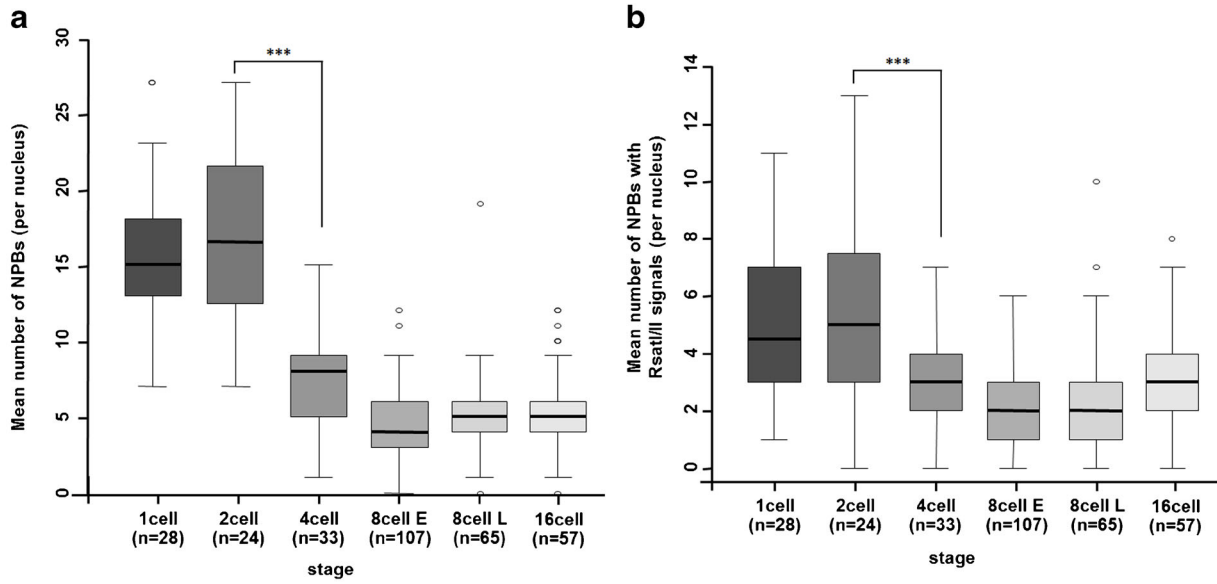 a
Mean number of NPBs (per nucleus)
30
25
20
15
10
5
0
***
1cell
(n=28)
2cell
(n=24)
4cell
(n=33)
8cell E
(n=107)
8cell L
(n=65)
16cell
(n=57)
stage
b
Mean number of NPBs with
RsatI/II signals (per nucleus)
14
12
10
8
6
4
2
0
***
1cell
(n=28)
2cell
(n=24)
4cell
(n=33)
8cell E
(n=107)
8cell L
(n=65)
16cell
(n=57)
stage